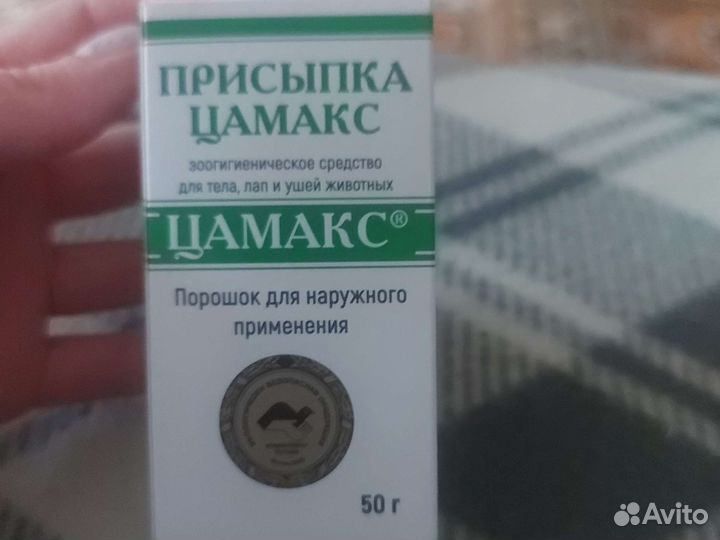 ПРИСЫПКА
ЦАМАКС
зоогигиеническое средство
для тела, лап и ушей животных
ЦАМАКС®
Порошок для наружного
применения
50 г
Avito